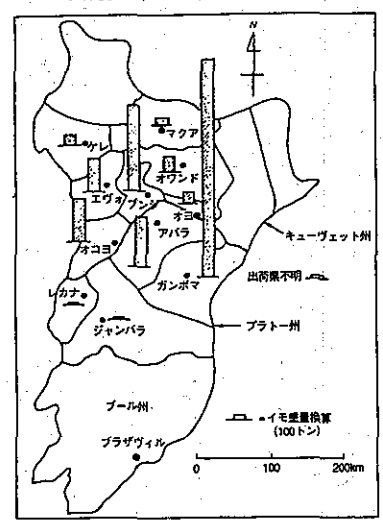 N
マクア
ケレ
オワンド
エヴォ
ブンジ
オヨ
アバラ
オコヨ
キューヴェット州
ガンボマ
出荷県不明
レカナ
ジャンバラ
プラトー州
プール州
イモ重量換算
(100トン)
ブラザヴィル
0 100 200km